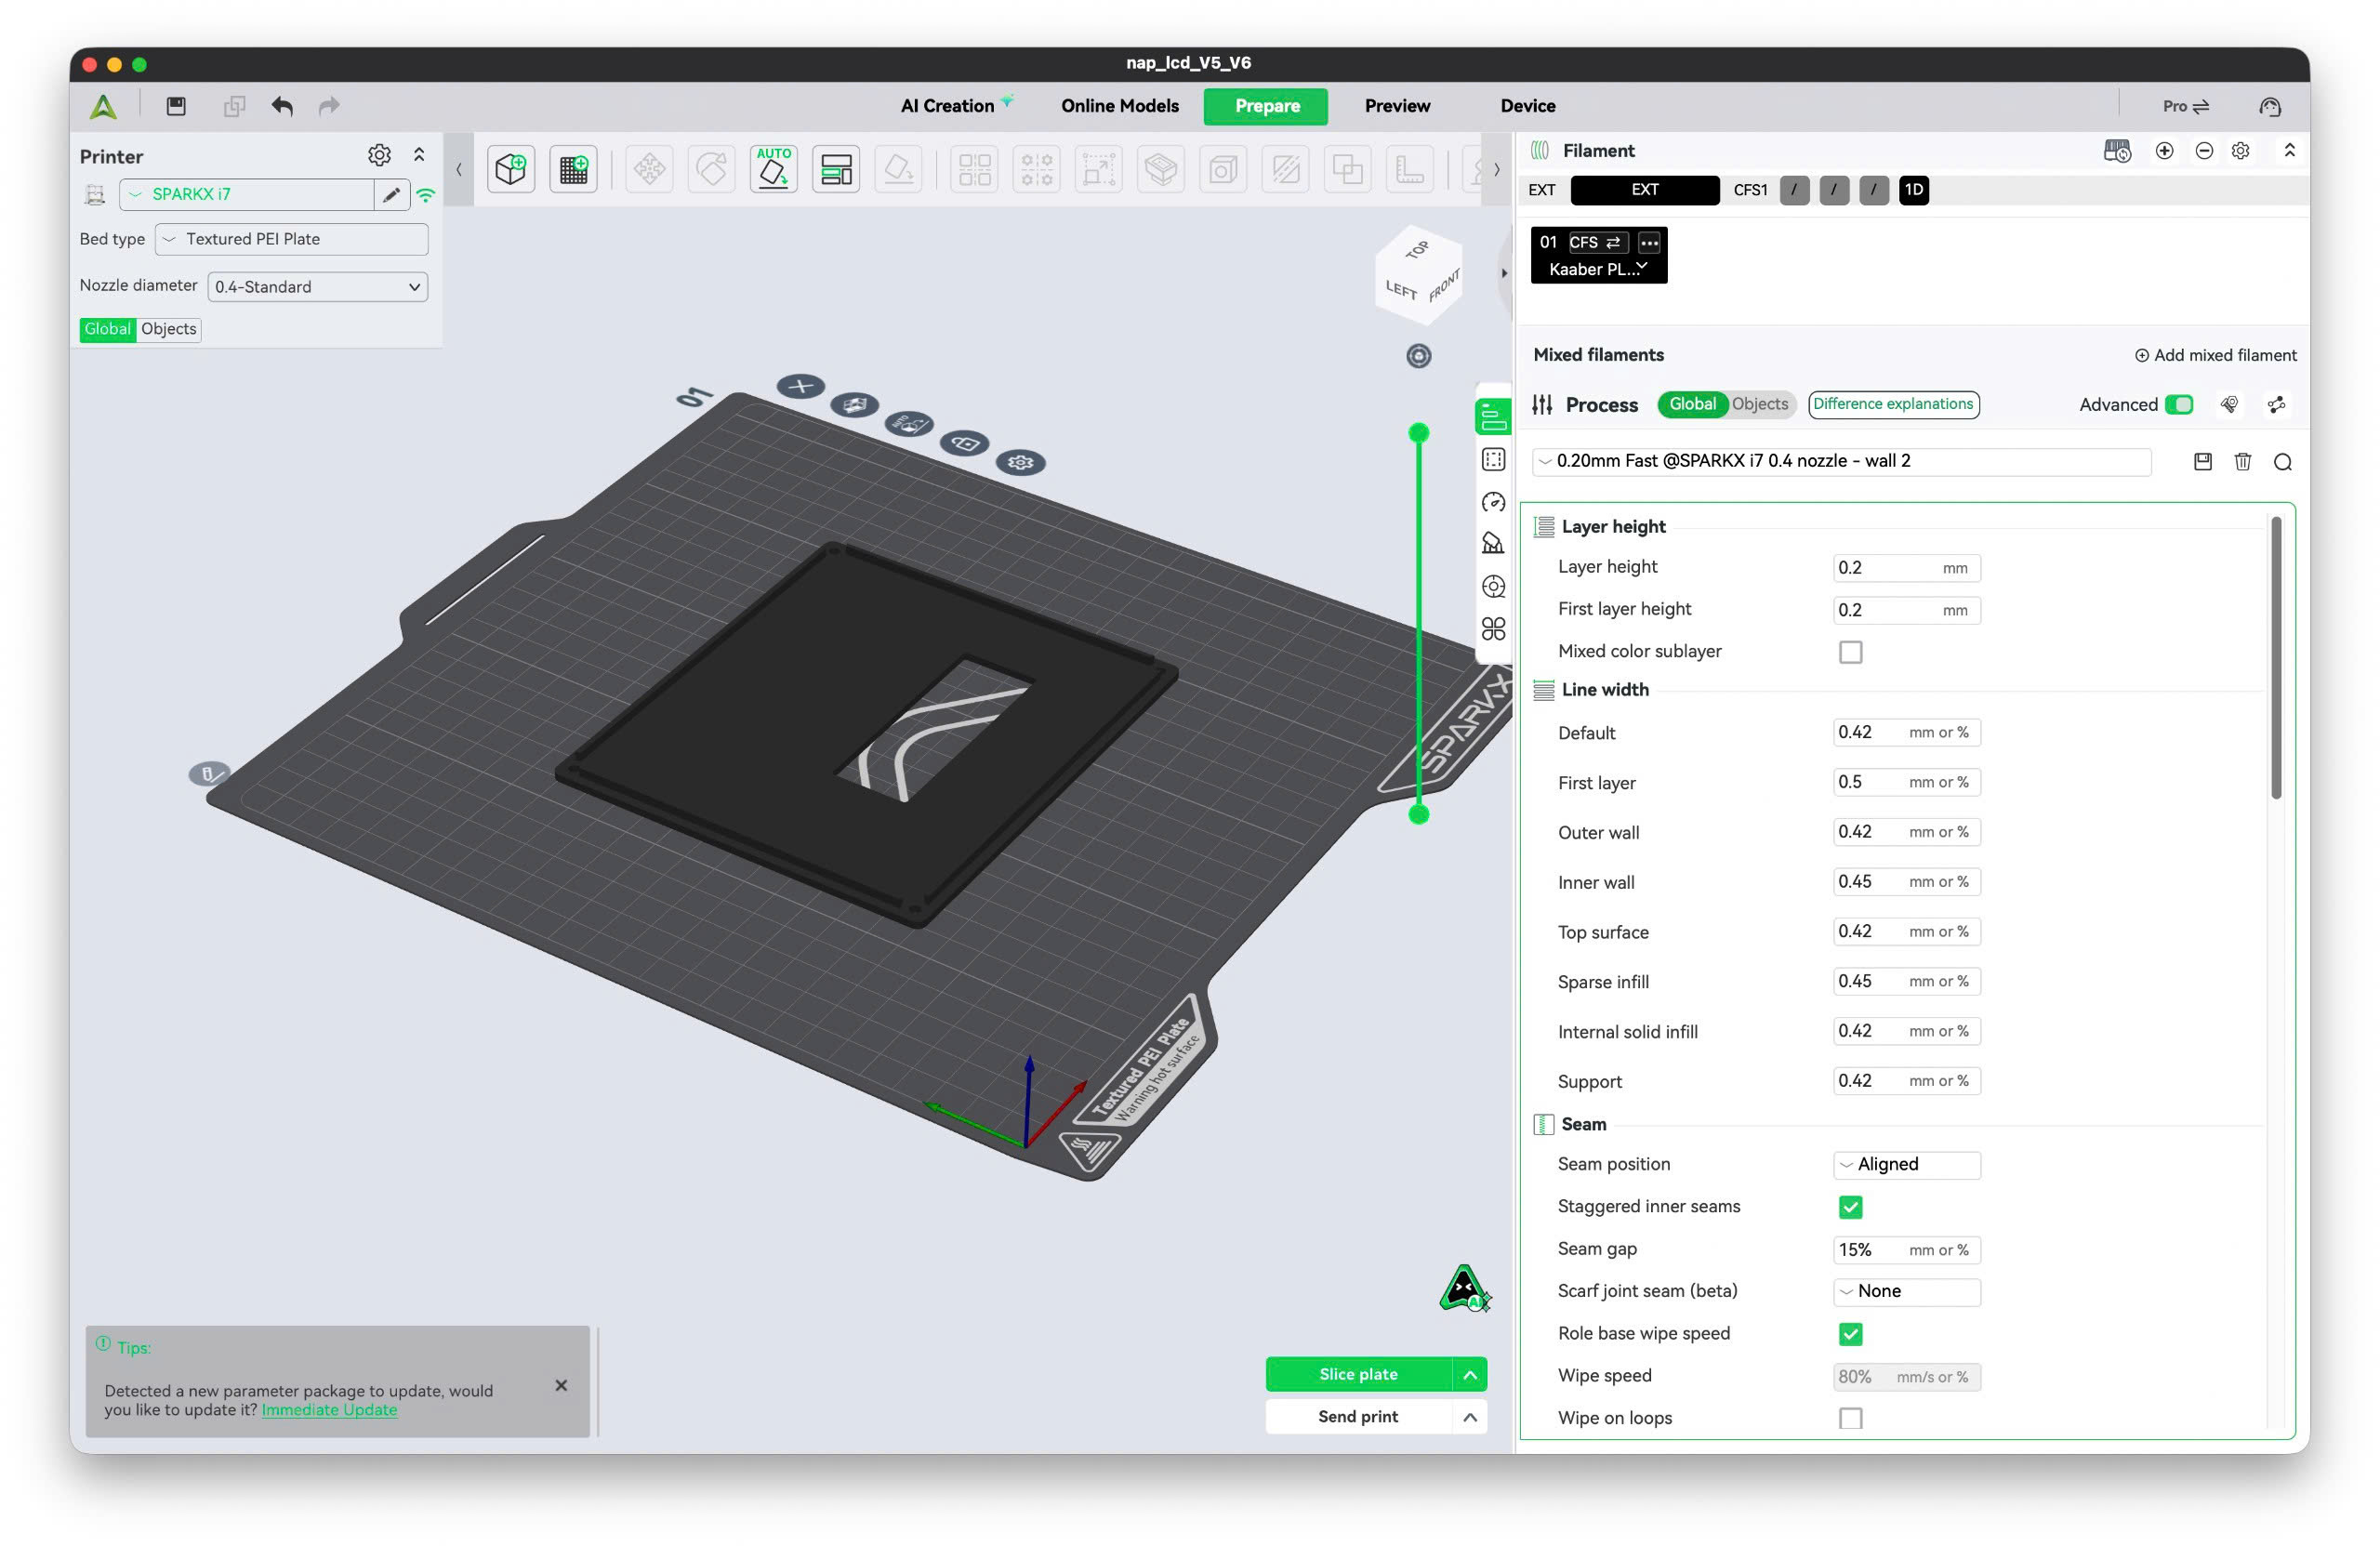 nap_lcd_V5_V6
AI Creation
Online Models
Prepare
Preview
Device
Pro
Printer
SPARKX i7
Bed type
Textured PEI Plate
Nozzle diameter
0.4-Standard
Global
Objects
AUTO
TOP
LEFT
FRONT
01
AUTO
SPARKX
Textured PEI Plate
Warning hot surface
Tips:
Detected a new parameter package to update, would
you like to update it? Immediate Update
AI
Slice plate
Send print
Filament
EXT
EXT
CFS1
/
/
/
1D
01 CFS
Kaaber PL...
Mixed filaments
Add mixed filament
Process
Global
Objects
Difference explanations
Advanced
0.20mm Fast @SPARKX i7 0.4 nozzle - wall 2
Layer height
Layer height 0.2 mm
First layer height 0.2 mm
Mixed color sublayer
Line width
Default 0.42 mm or %
First layer 0.5 mm or %
Outer wall 0.42 mm or %
Inner wall 0.45 mm or %
Top surface 0.42 mm or %
Sparse infill 0.45 mm or %
Internal solid infill 0.42 mm or %
Support 0.42 mm or %
Seam
Seam position Aligned
Staggered inner seams
Seam gap 15% mm or %
Scarf joint seam (beta) None
Role base wipe speed
Wipe speed 80% mm/s or %
Wipe on loops